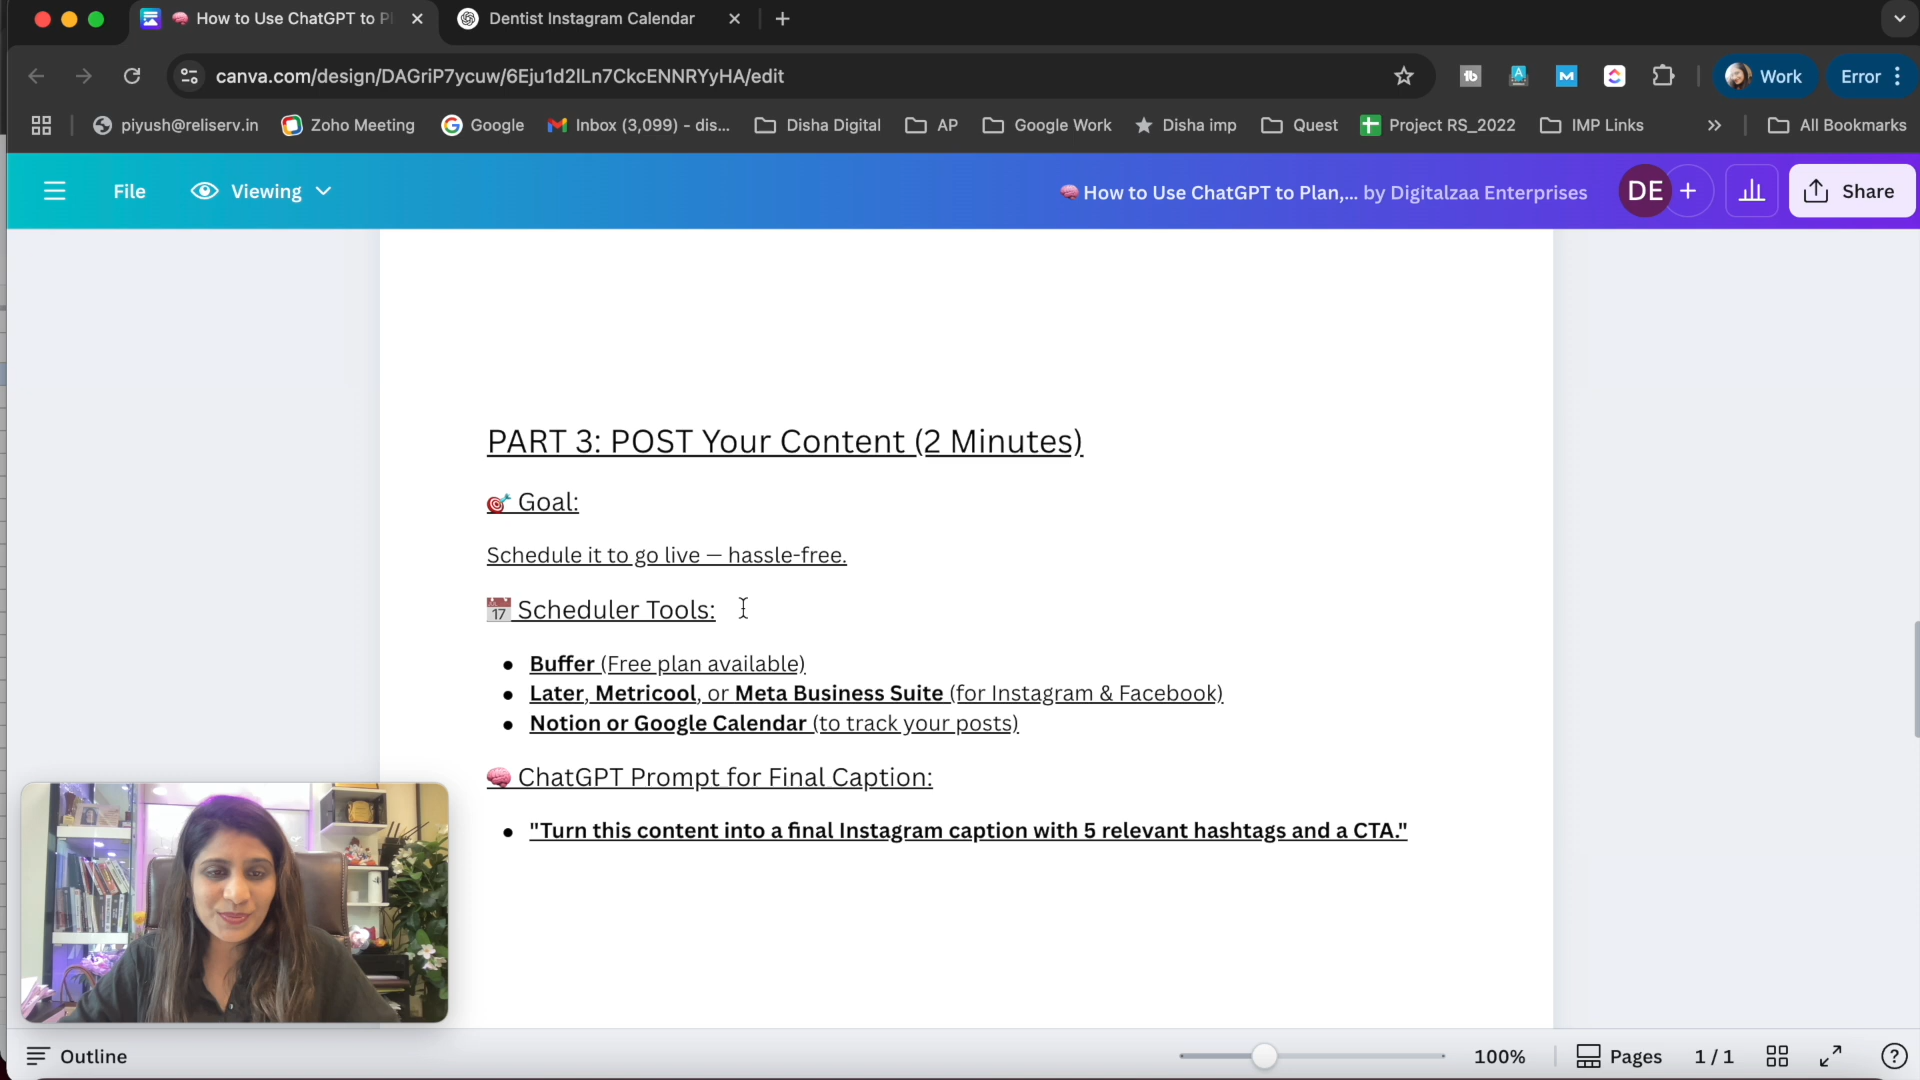 How to Use ChatGPT to Pl
Dentist Instagram Calendar
canva.com/design/DAGriP7ycuw/6Eju1d2lLn7CkcENNRYyHA/edit
Work
Error
piyush@reliserv.in
Zoho Meeting
Google
Inbox (3,099) - dis...
Disha Digital
AP
Google Work
Disha imp
Quest
Project RS_2022
IMP Links
All Bookmarks
File
Viewing
How to Use ChatGPT to Plan,... by Digitalzaa Enterprises
DE
Share
PART 3: POST Your Content (2 Minutes)
Goal:
Schedule it to go live — hassle-free.
17 Scheduler Tools:
• Buffer (Free plan available)
• Later, Metricool, or Meta Business Suite (for Instagram & Facebook)
• Notion or Google Calendar (to track your posts)
ChatGPT Prompt for Final Caption:
• "Turn this content into a final Instagram caption with 5 relevant hashtags and a CTA."
Outline
100%
Pages
1 / 1